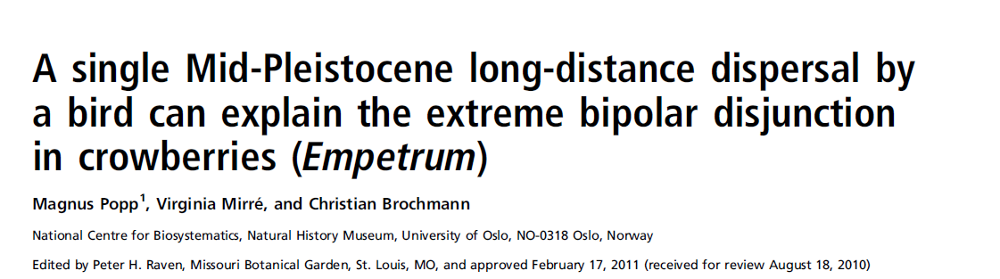 A single Mid-Pleistocene long-distance dispersal by
a bird can explain the extreme bipolar disjunction
in crowberries (Empetrum)
Magnus Popp1, Virginia Mirré, and Christian Brochmann
National Centre for Biosystematics, Natural History Museum, University of Oslo, NO-0318 Oslo, Norway
Edited by Peter H. Raven, Missouri Botanical Garden, St. Louis, MO, and approved February 17, 2011 (received for review August 18, 2010)